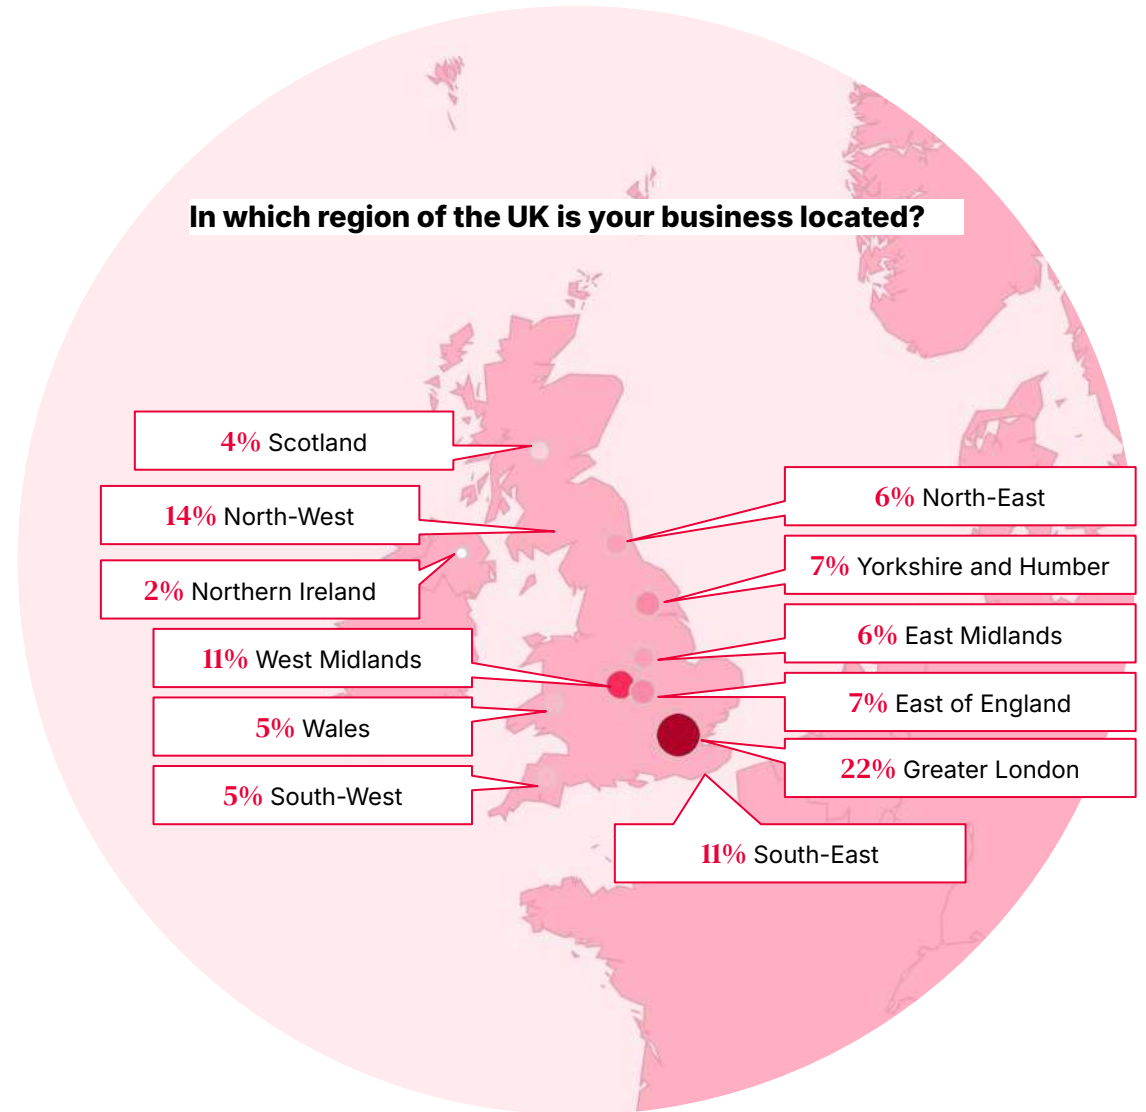 In which region of the UK is your business located?
4% Scotland
14% North-West
2% Northern Ireland
11% West Midlands
5% Wales
5% South-West
6% North-East
7% Yorkshire and Humber
6% East Midlands
7% East of England
22% Greater London
11% South-East